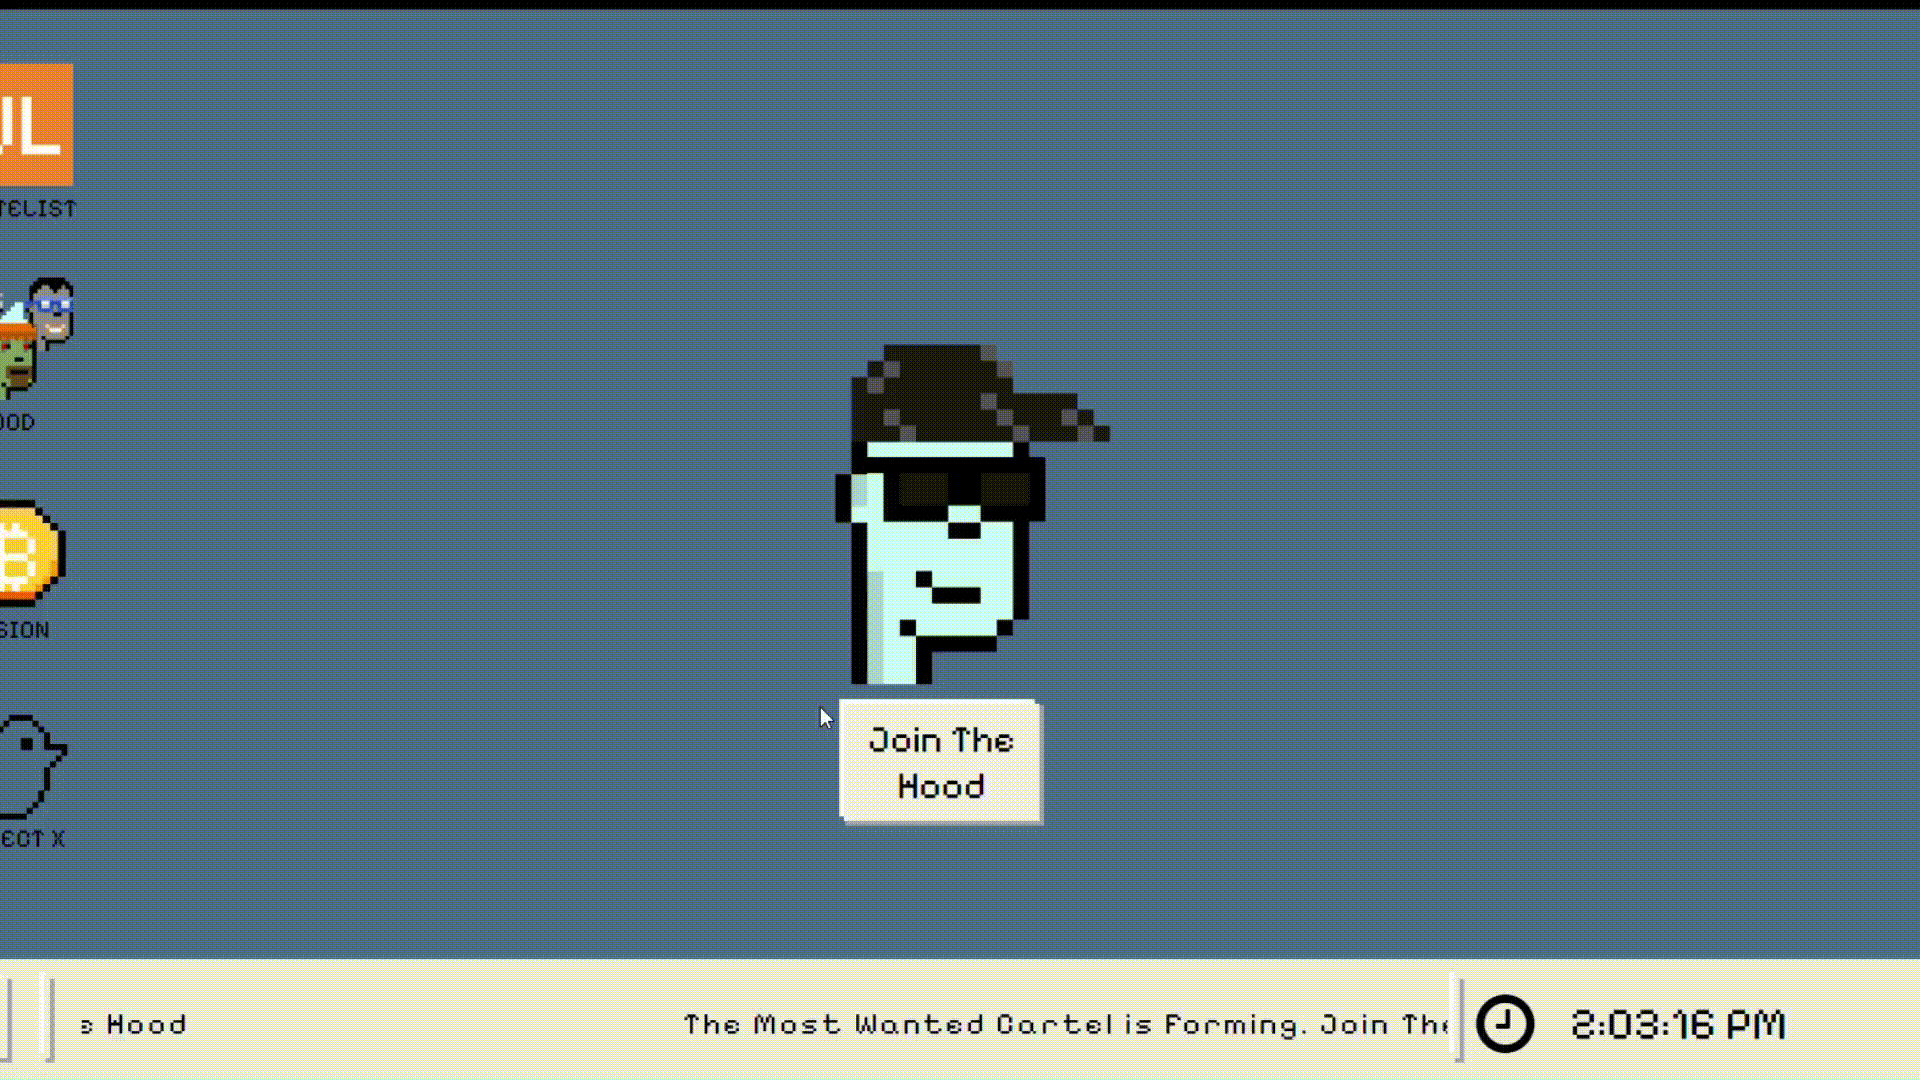 UL
TELIST
OOD
SION
ECT X
Join The
Hood
e Hood
The Most Wanted Cartel is Forming. Join The
2:03:16 PM